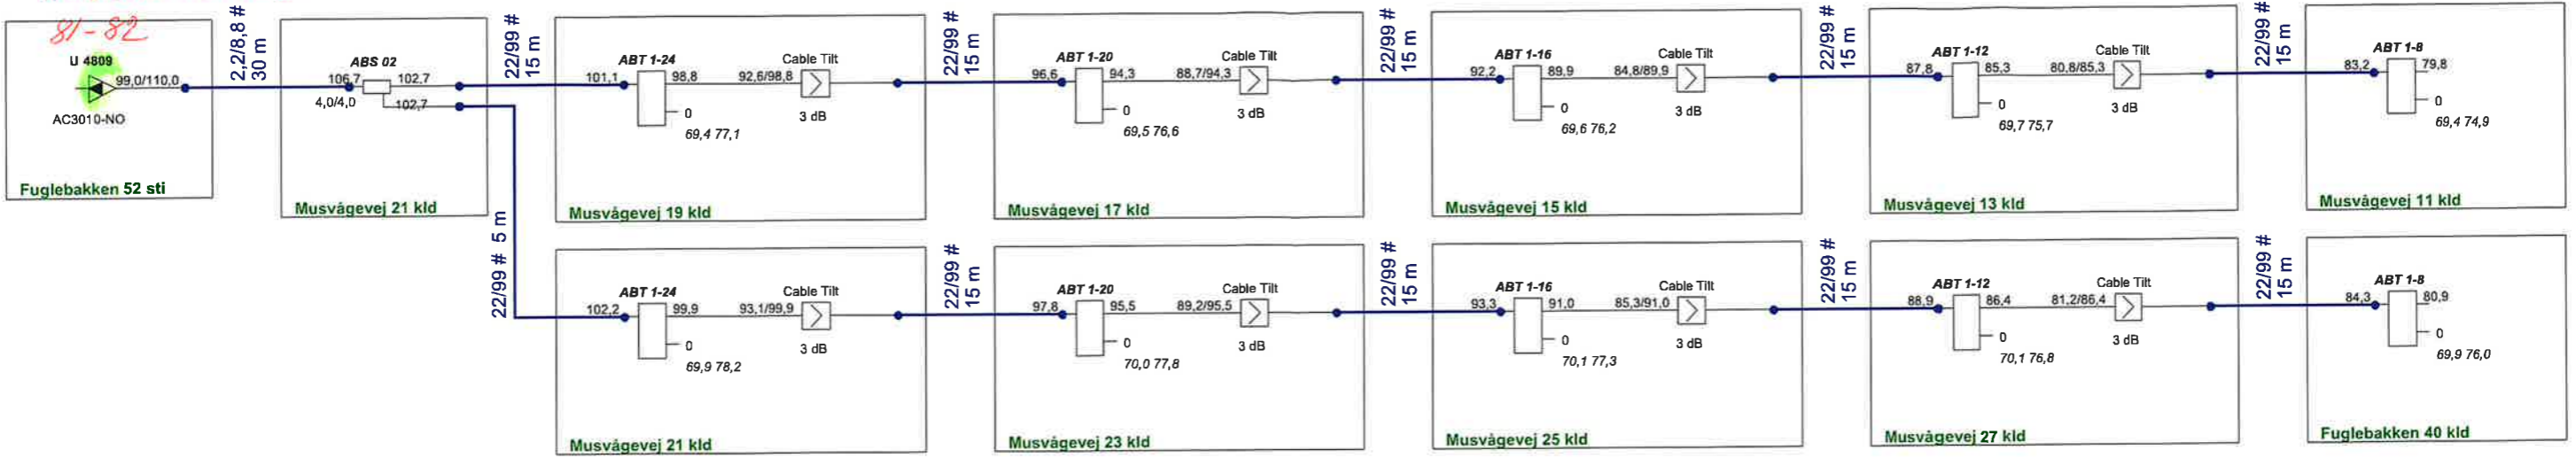 81-82
U 4809
99,0/110,0
AC3010-NO
Fuglebakken 52 sti
2,2/8,8 #
30 m
ABS 02
106,7
102,7
4,0/4,0
102,7
Musvågevej 21 kld
22/99 #
15 m
ABT 1-24
101,1
98,8
92,6/98,8
Cable Tilt
3 dB
0
69,4 77,1
Musvågevej 19 kld
22/99 #
15 m
ABT 1-20
96,6
94,3
88,7/94,3
Cable Tilt
3 dB
0
69,5 76,6
Musvågevej 17 kld
22/99 #
15 m
ABT 1-16
92,2
89,9
84,8/89,9
Cable Tilt
3 dB
0
69,6 76,2
Musvågevej 15 kld
22/99 #
15 m
ABT 1-12
87,8
85,3
80,8/85,3
Cable Tilt
3 dB
0
69,7 75,7
Musvågevej 13 kld
22/99 #
15 m
ABT 1-8
83,2
79,8
0
69,4 74,9
Musvågevej 11 kld
22/99 # 5 m
ABT 1-24
102,2
99,9
93,1/99,9
Cable Tilt
3 dB
0
69,9 78,2
Musvågevej 21 kld
22/99 #
15 m
ABT 1-20
97,8
95,5
89,2/95,5
Cable Tilt
3 dB
0
70,0 77,8
Musvågevej 23 kld
22/99 #
15 m
ABT 1-16
93,3
91,0
85,3/91,0
Cable Tilt
3 dB
0
70,1 77,3
Musvågevej 25 kld
22/99 #
15 m
ABT 1-12
88,9
86,4
81,2/86,4
Cable Tilt
3 dB
0
70,1 76,8
Musvågevej 27 kld
22/99 #
15 m
ABT 1-8
84,3
80,9
0
69,9 76,0
Fuglebakken 40 kld